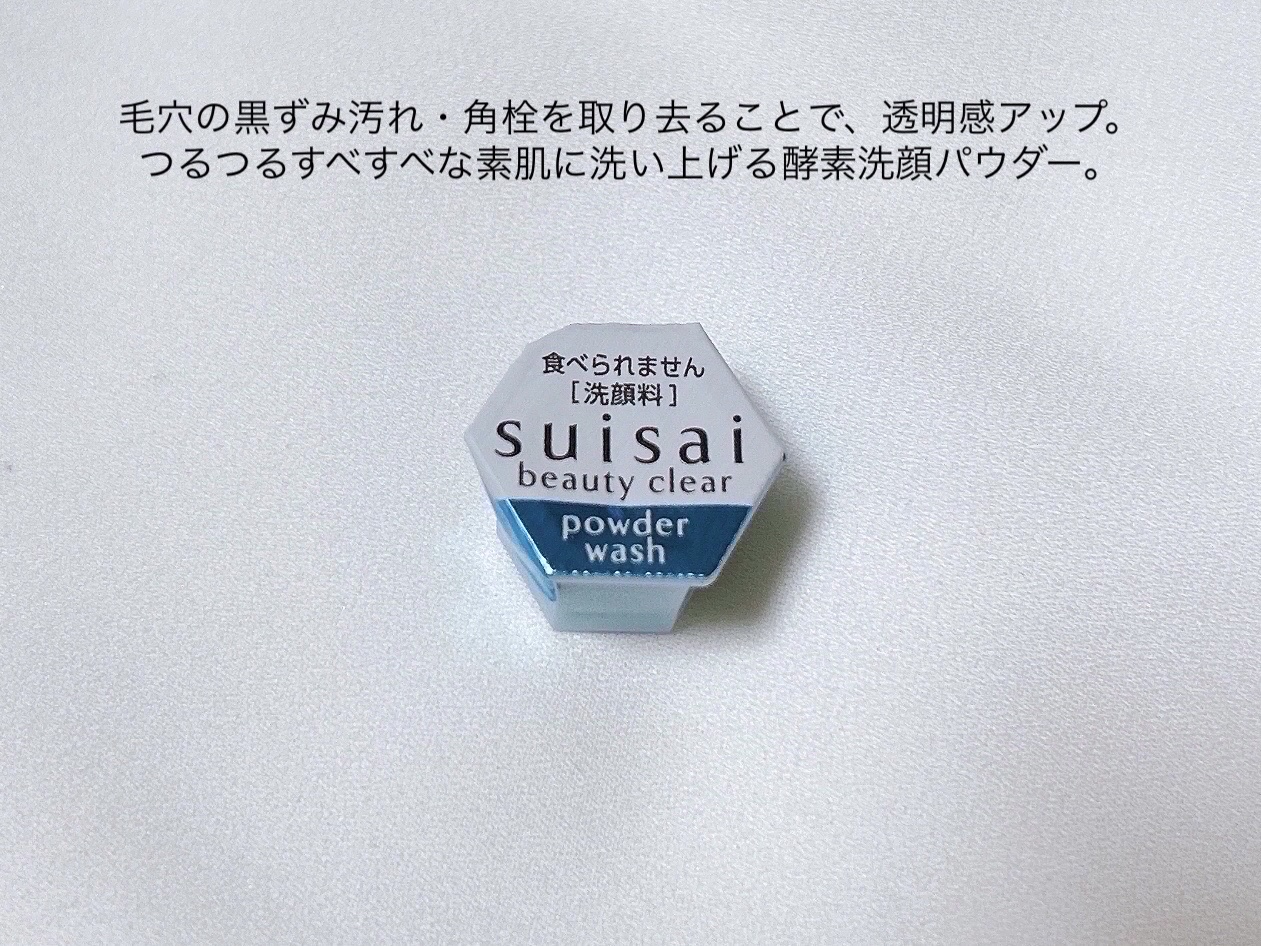 毛穴の黒ずみ汚れ・角栓を取り去ることで、透明感アップ。
つるつるすべすべな素肌に洗い上げる酵素洗顔パウダー。
食べられません
[洗顔料]
suisai
beauty clear
powder
wash